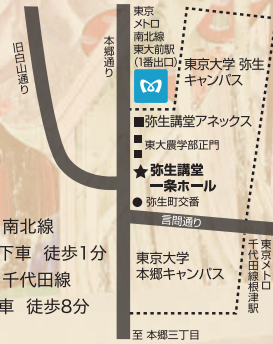 東京
メトロ
南北線
東大前駅
(1番出口)
旧白山通り
本郷通り
東京大学 弥生
キャンパス
■弥生講堂アネックス
東大農学部正門
★弥生講堂
一条ホール
●弥生町交番
言問通り
南北線
下車 徒歩1分
千代田線
車 徒歩8分
東京大学
本郷キャンパス
東京メトロ
千代田線根津駅
至 本郷三丁目